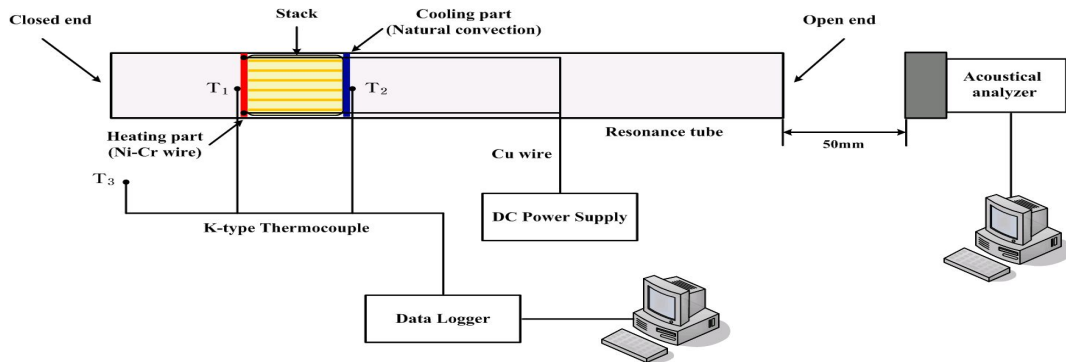 Stack
Cooling part
(Natural convection)
Closed end
Open end
T1
T2
Acoustical
analyzer
Heating part
(Ni-Cr wire)
Resonance tube
50mm
Cu wire
T3
DC Power Supply
K-type Thermocouple
Data Logger